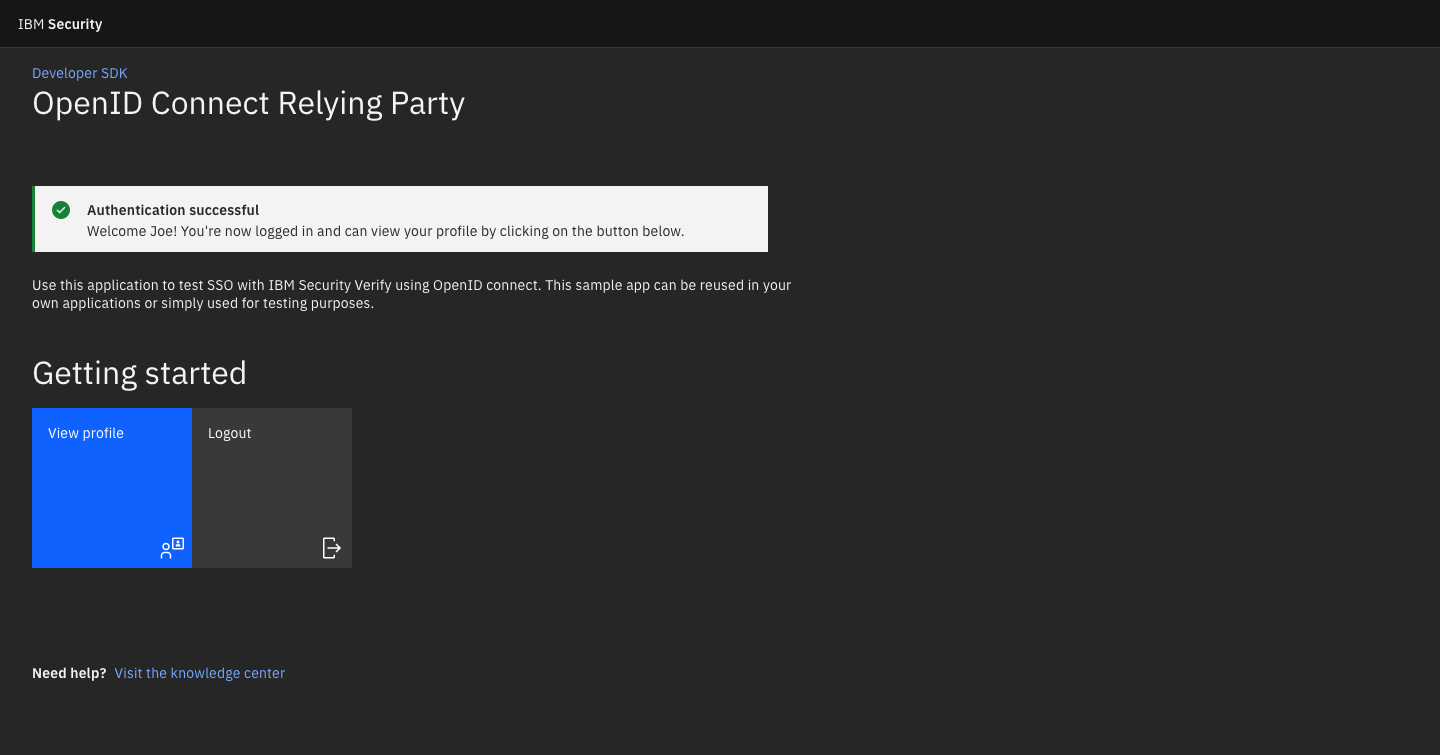 IBM Security
Developer SDK
OpenID Connect Relying Party
Authentication successful
Welcome Joe! You're now logged in and can view your profile by clicking on the button below.
Use this application to test SSO with IBM Security Verify using OpenID connect. This sample app can be reused in your
own applications or simply used for testing purposes.
Getting started
View profile
Logout
Need help? Visit the knowledge center